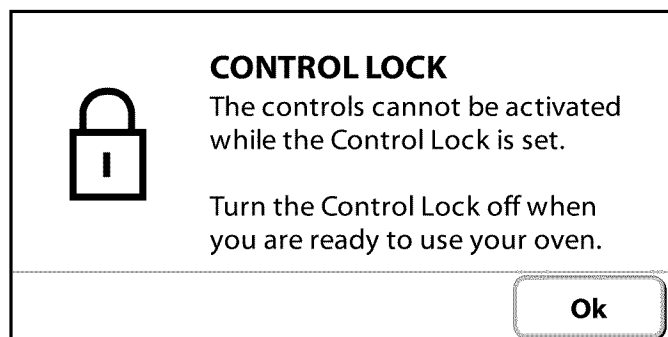 CONTROL LOCK
The controls cannot be activated
while the Control Lock is set.
Turn the Control Lock off when
you are ready to use your oven.
Ok